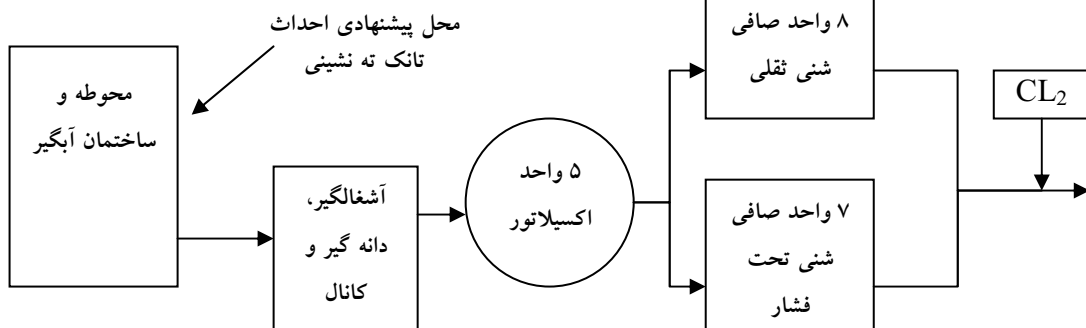 محل پیشنهادی احداث
تانک ته نشینی
محوطه و
ساختمان آبگیر
آشغالگیر،
دانه گیر و
کانال
۵ واحد
اکسیلاتور
۸ واحد صافی
شنی ثقلی
۷ واحد صافی
شنی تحت
فشار
CL₂